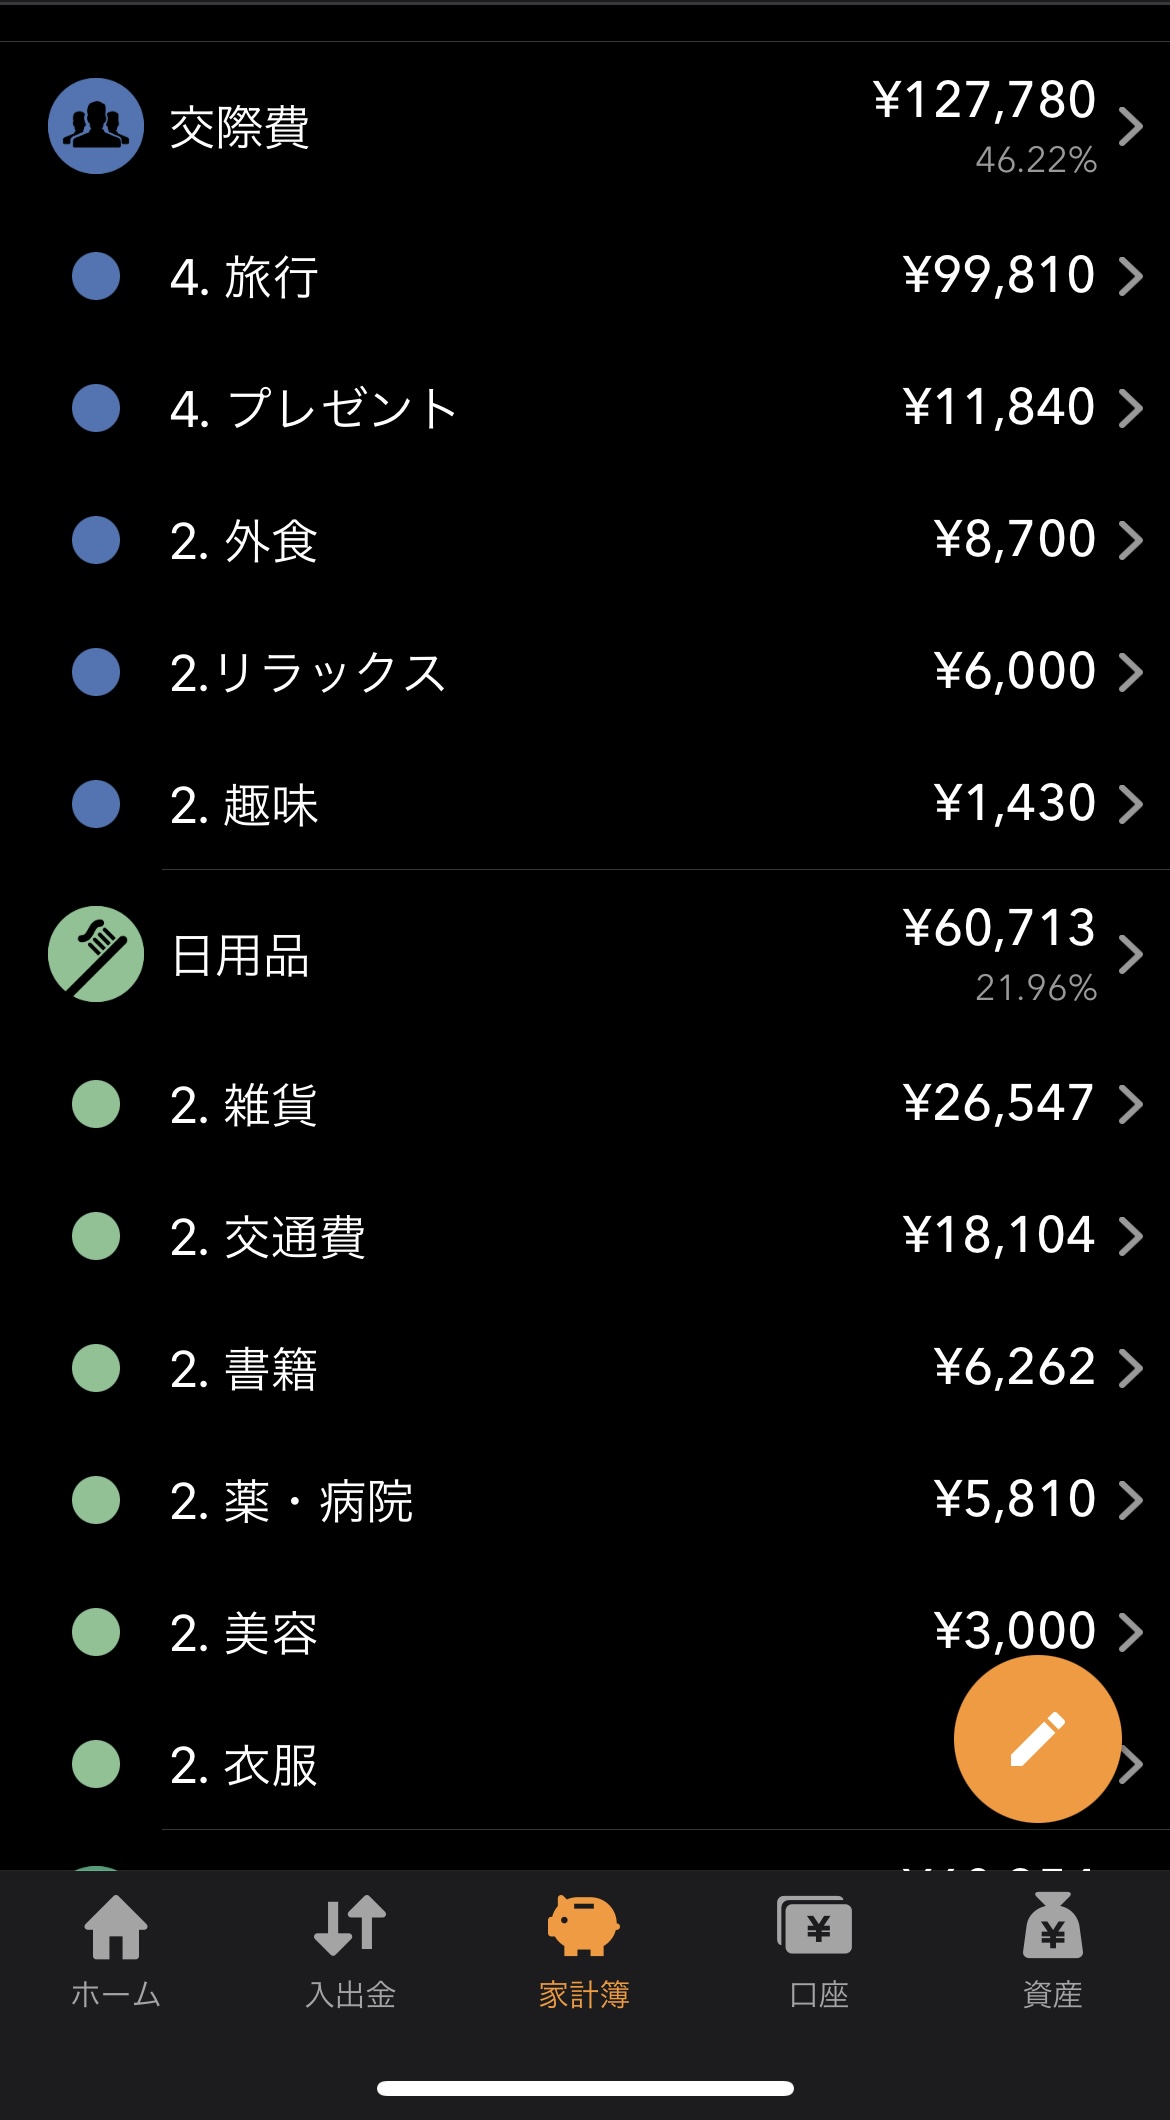 交際費 ¥127,780
46.22%
4. 旅行 ¥99,810
4. プレゼント ¥11,840
2. 外食 ¥8,700
2.リラックス ¥6,000
2. 趣味 ¥1,430
日用品 ¥60,713
21.96%
2. 雑貨 ¥26,547
2. 交通費 ¥18,104
2. 書籍 ¥6,262
2. 薬・病院 ¥5,810
2. 美容 ¥3,000
2. 衣服
ホーム 入出金 家計簿 口座 資産